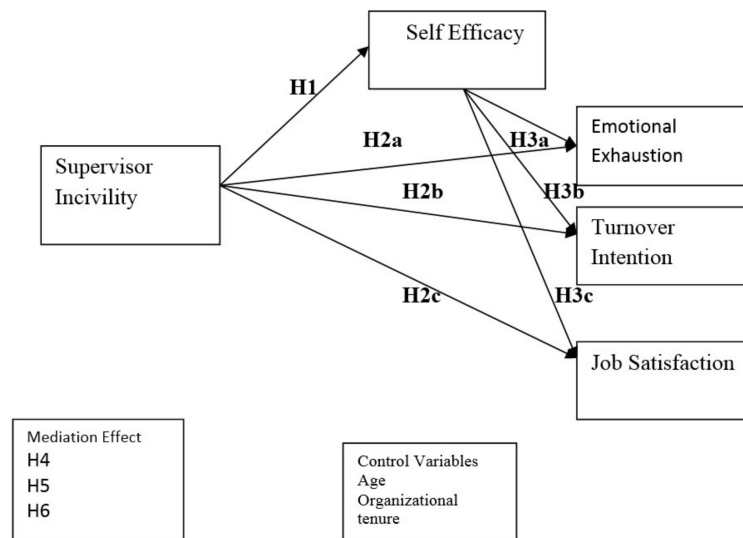 Self Efficacy
H1
Emotional
Exhaustion
H2a
H3a
Supervisor
Incivility
H2b
H3b
Turnover
Intention
H2c
H3c
Job Satisfaction
Mediation Effect
H4
H5
H6
Control Variables
Age
Organizational
tenure